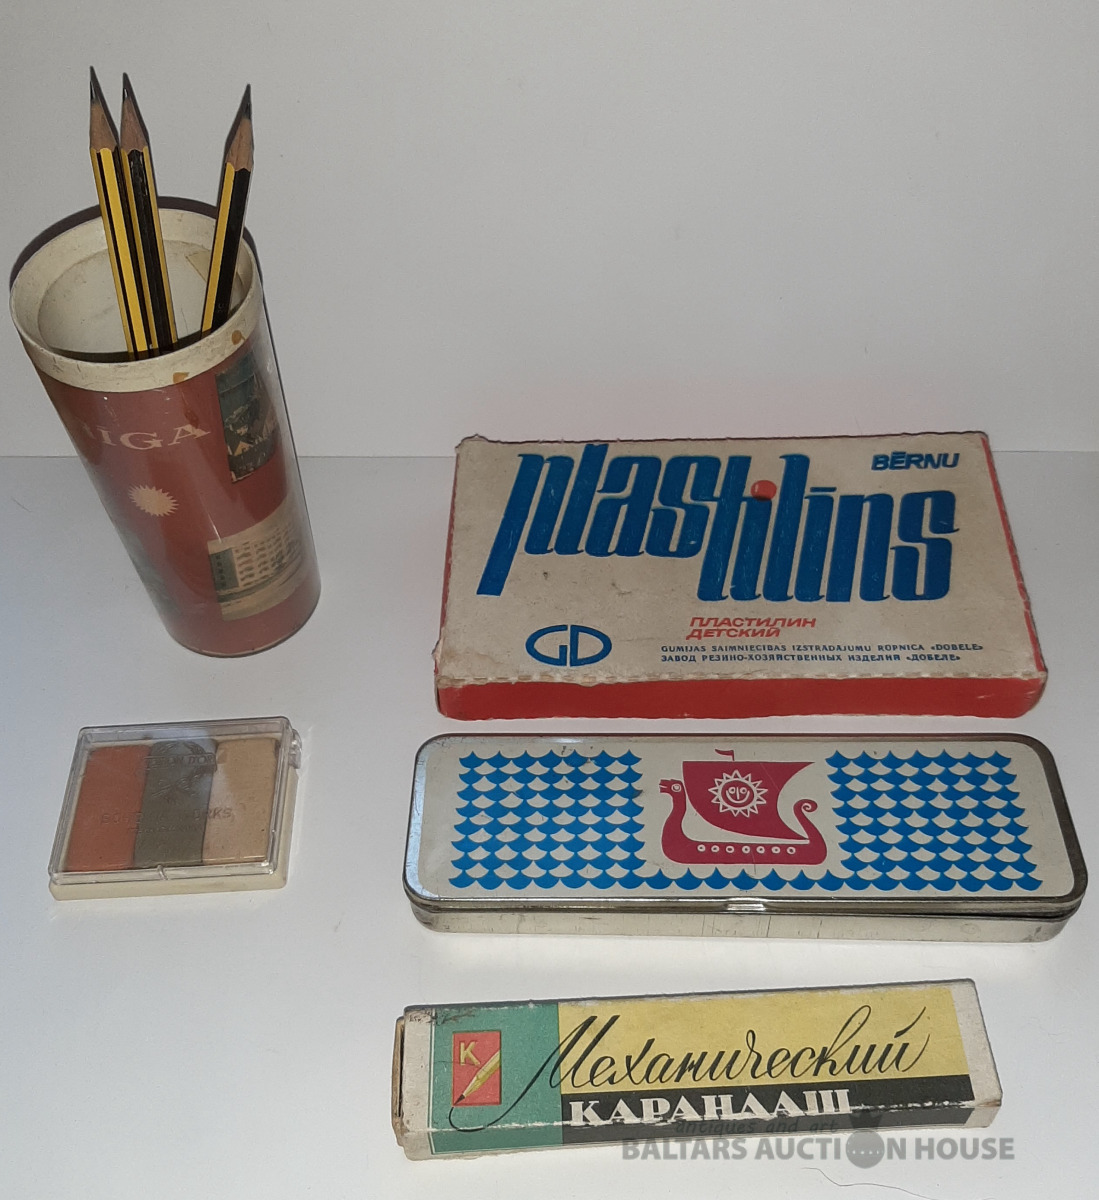 RIGA
plastilīns
BĒRNU
GD
ПЛАСТИЛИН
ДЕТСКИЙ
GUMIJAS SAIMNIECĪBAS IZSTRĀDĀJUMU RŪPNĪCA «DOBELE»
ЗАВОД РЕЗИНО-ХОЗЯЙСТВЕННЫХ ИЗДЕЛИЙ «ДОБЕЛЕ»
К
Механический
КАРАНДАШ
antiques and art
BALTARS AUCTION HOUSE